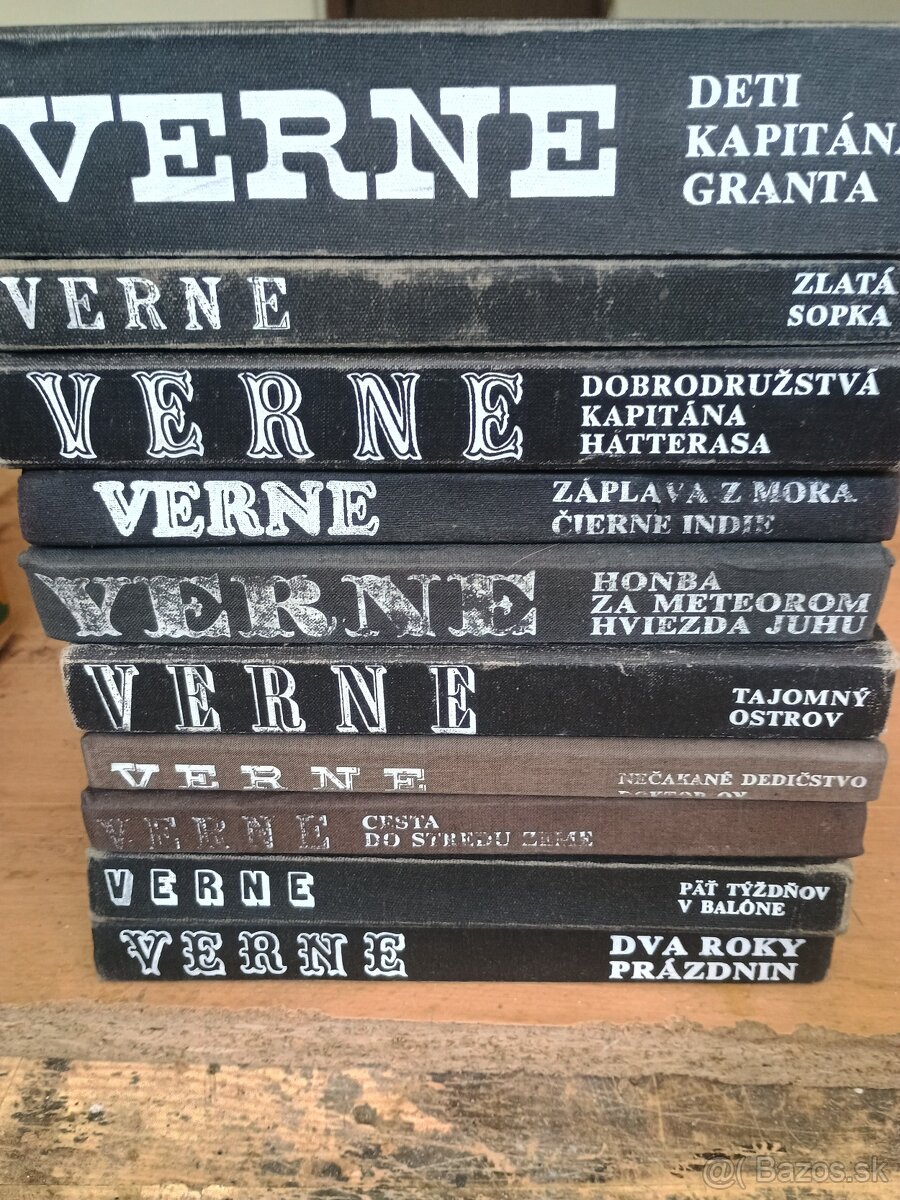 VERNE
DETI
KAPITÁNA
GRANTA
VERNE
ZLATÁ
SOPKA
VERNE
DOBRODRUŽSTVÁ
KAPITÁNA
HATTERASA
VERNE
ZÁPLAVA Z MORA
ČIERNE INDIE
VERNE
HONBA
ZA METEOROM
HVIEZDA JUHU
VERNE
TAJOMNÝ
OSTROV
VERNE
NEČAKANÉ DEDIČSTVO
DOKTOR OX
VERNE
CESTA
DO STREDU ZEME
VERNE
PÄŤ TÝŽDŇOV
V BALÓNE
VERNE
DVA ROKY
PRÁZDNIN
@( Bazos.sk